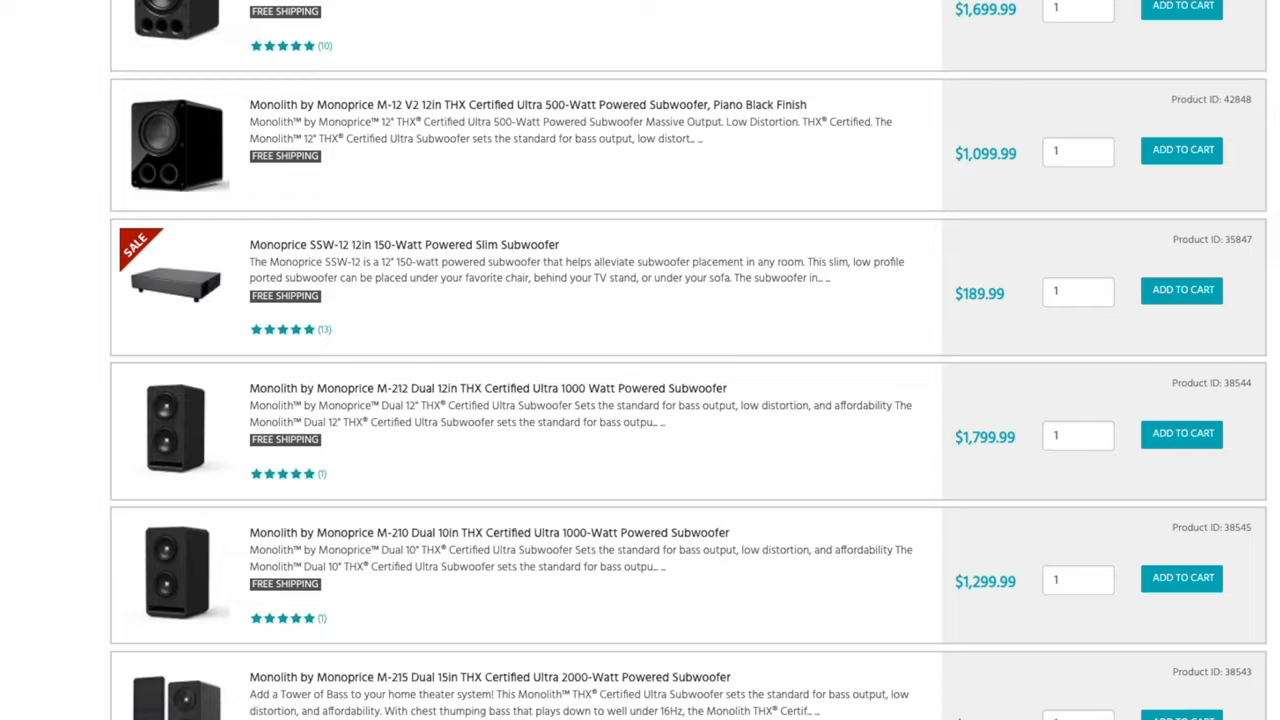 FREE SHIPPING
(10)
$1,699.99
1
ADD TO CART
Monolith by Monoprice M-12 V2 12in THX Certified Ultra 500-Watt Powered Subwoofer, Piano Black Finish
Monolith™ by Monoprice™ 12" THX® Certified Ultra 500-Watt Powered Subwoofer Massive Output. Low Distortion. THX® Certified. The
Monolith™ 12" THX® Certified Ultra Subwoofer sets the standard for bass output, low distort... ...
FREE SHIPPING
Product ID: 42848
$1,099.99
1
ADD TO CART
SALE
Monoprice SSW-12 12in 150-Watt Powered Slim Subwoofer
The Monoprice SSW-12 is a 12" 150-watt powered subwoofer that helps alleviate subwoofer placement in any room. This slim, low profile
ported subwoofer can be placed under your favorite chair, behind your TV stand, or under your sofa. The subwoofer in... ...
FREE SHIPPING
(13)
Product ID: 35847
$189.99
1
ADD TO CART
Monolith by Monoprice M-212 Dual 12in THX Certified Ultra 1000 Watt Powered Subwoofer
Monolith™ by Monoprice™ Dual 12" THX® Certified Ultra Subwoofer Sets the standard for bass output, low distortion, and affordability The
Monolith™ Dual 12" THX® Certified Ultra Subwoofer sets the standard for bass outpu... ...
FREE SHIPPING
(1)
Product ID: 38544
$1,799.99
1
ADD TO CART
Monolith by Monoprice M-210 Dual 10in THX Certified Ultra 1000-Watt Powered Subwoofer
Monolith™ by Monoprice™ Dual 10" THX® Certified Ultra Subwoofer Sets the standard for bass output, low distortion, and affordability The
Monolith™ Dual 10" THX® Certified Ultra Subwoofer sets the standard for bass outpu... ...
FREE SHIPPING
(1)
Product ID: 38545
$1,299.99
1
ADD TO CART
Monolith by Monoprice M-215 Dual 15in THX Certified Ultra 2000-Watt Powered Subwoofer
Add a Tower of Bass to your home theater system! This Monolith™ THX® Certified Ultra Subwoofer sets the standard for bass output, low
distortion, and affordability. With chest thumping bass that plays down to well under 16Hz, the Monolith THX® Certif... ...
Product ID: 38543
ADD TO CART